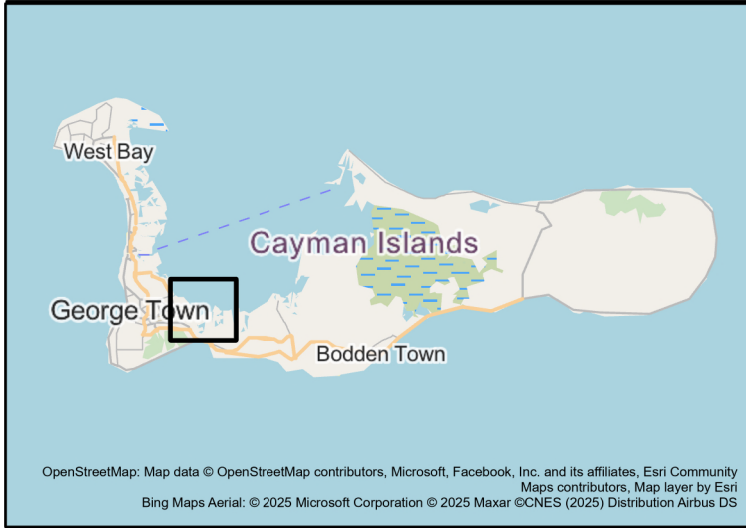 West Bay
Cayman Islands
George Town
Bodden Town
OpenStreetMap: Map data © OpenStreetMap contributors, Microsoft, Facebook, Inc. and its affiliates, Esri Community
Maps contributors, Map layer by Esri
Bing Maps Aerial: © 2025 Microsoft Corporation © 2025 Maxar ©CNES (2025) Distribution Airbus DS